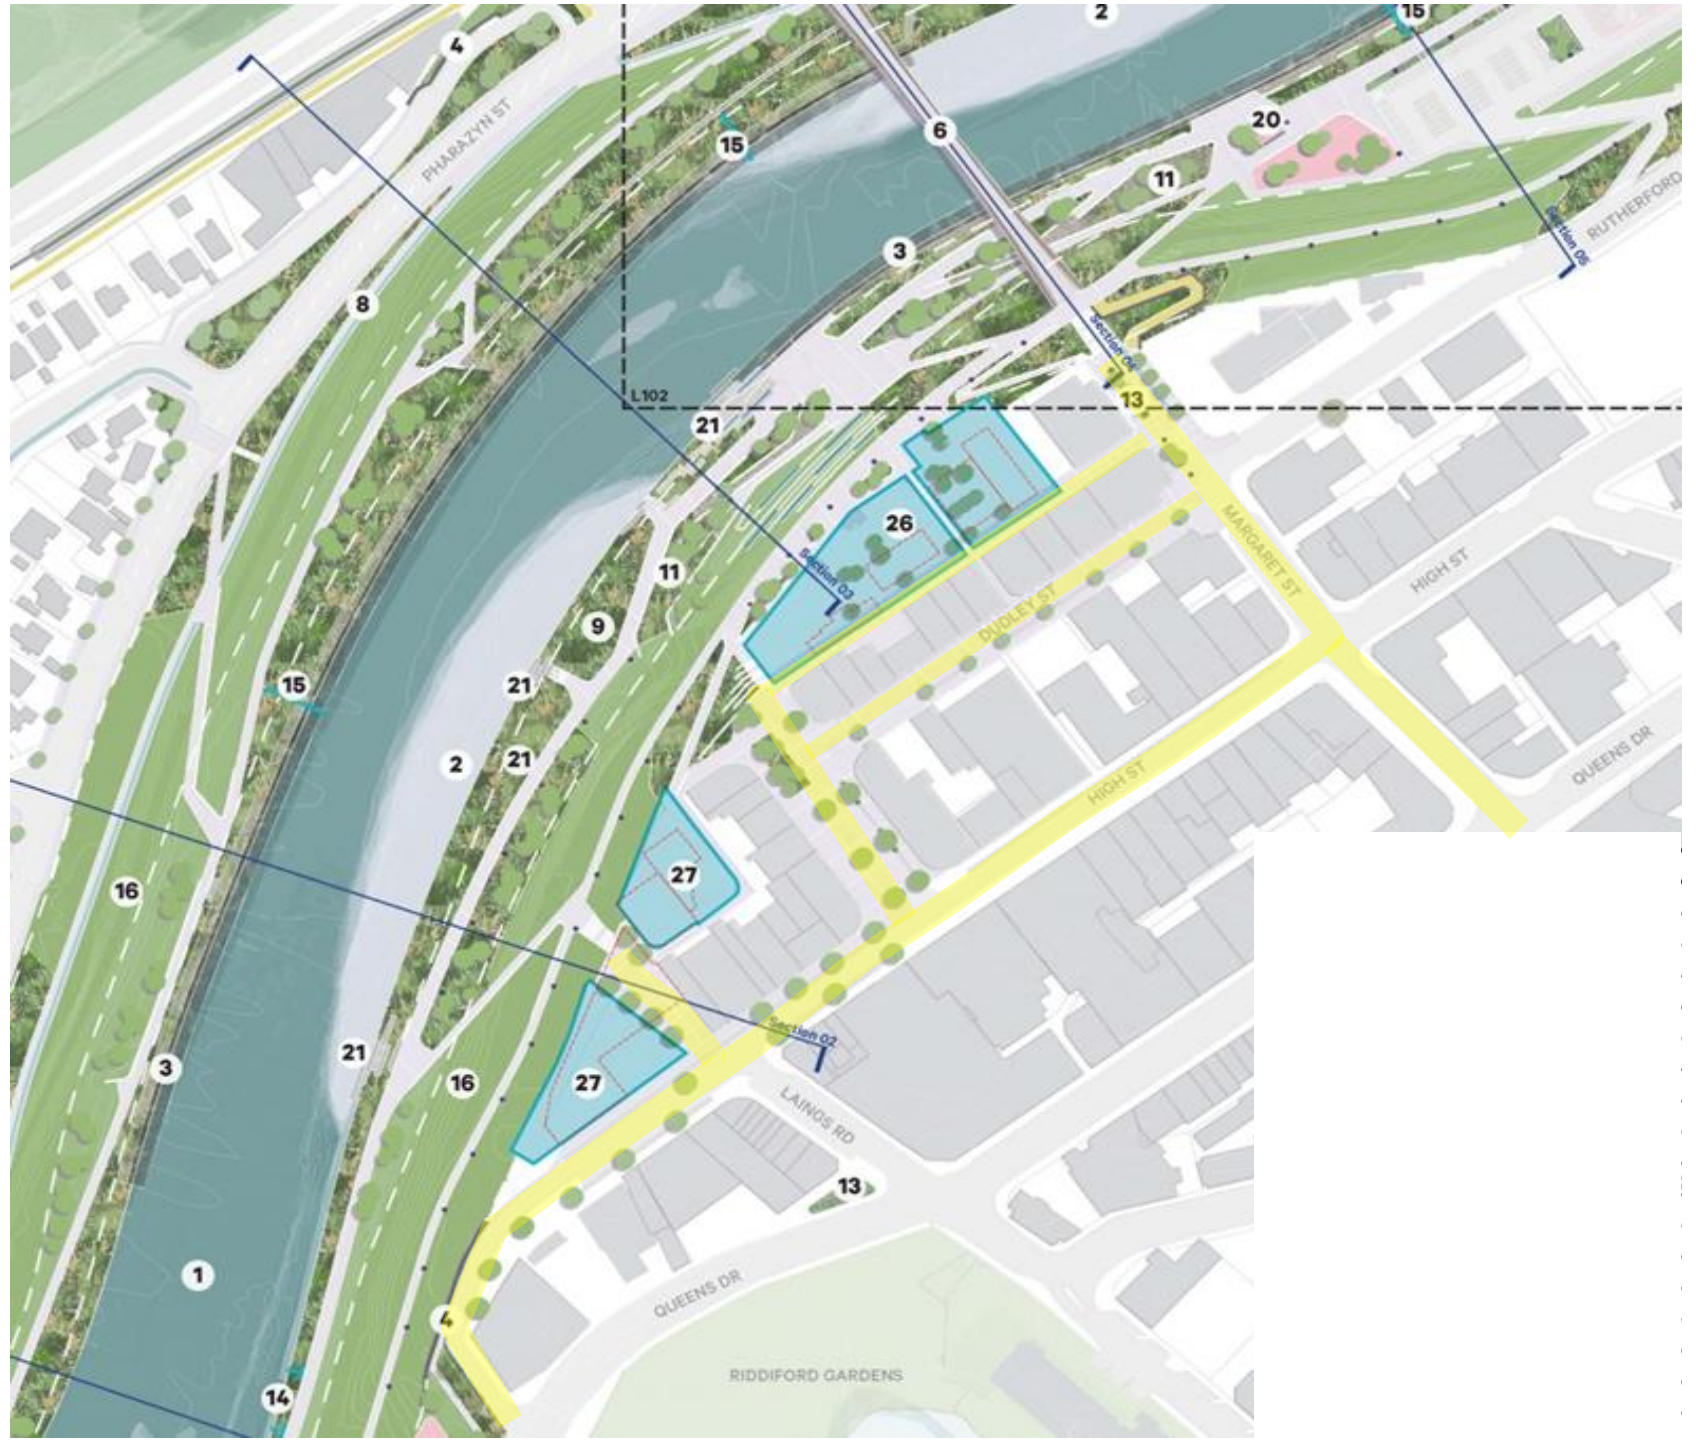 2
15
4
20
6
15
PHARAZYN ST
11
RUTHERFORD
Section 05
3
8
Section 04
L102
13
21
26
MARGARET ST
HIGH ST
11
Section 03
DUDLEY ST
9
15
21
2
21
HIGH ST
QUEENS DR
27
16
21
Section 02
3
16
27
LAINGS RD
13
1
QUEENS DR
4
RIDDIFORD GARDENS
14